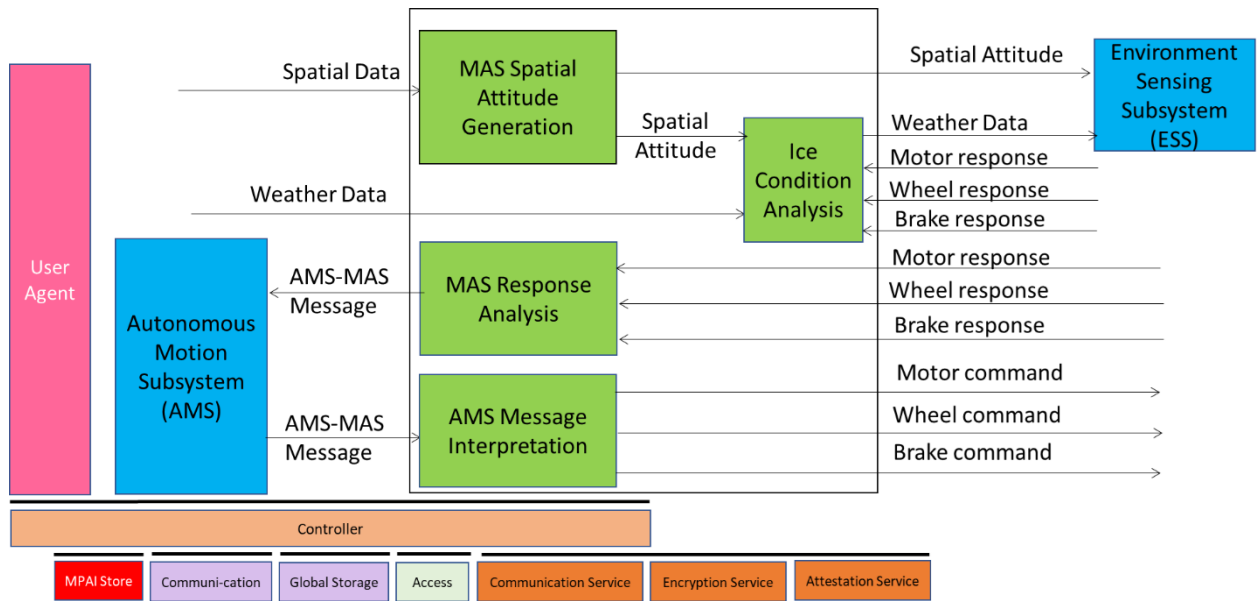 Spatial Data
MAS Spatial
Attitude
Generation
Spatial Attitude
Environment
Sensing
Subsystem
(ESS)
Spatial
Attitude
Ice
Condition
Analysis
Weather Data
Motor response
Wheel response
Brake response
Weather Data
User
Agent
Autonomous
Motion
Subsystem
(AMS)
AMS-MAS
Message
MAS Response
Analysis
Motor response
Wheel response
Brake response
AMS-MAS
Message
AMS Message
Interpretation
Motor command
Wheel command
Brake command
Controller
MPAI Store
Communi-cation
Global Storage
Access
Communication Service
Encryption Service
Attestation Service